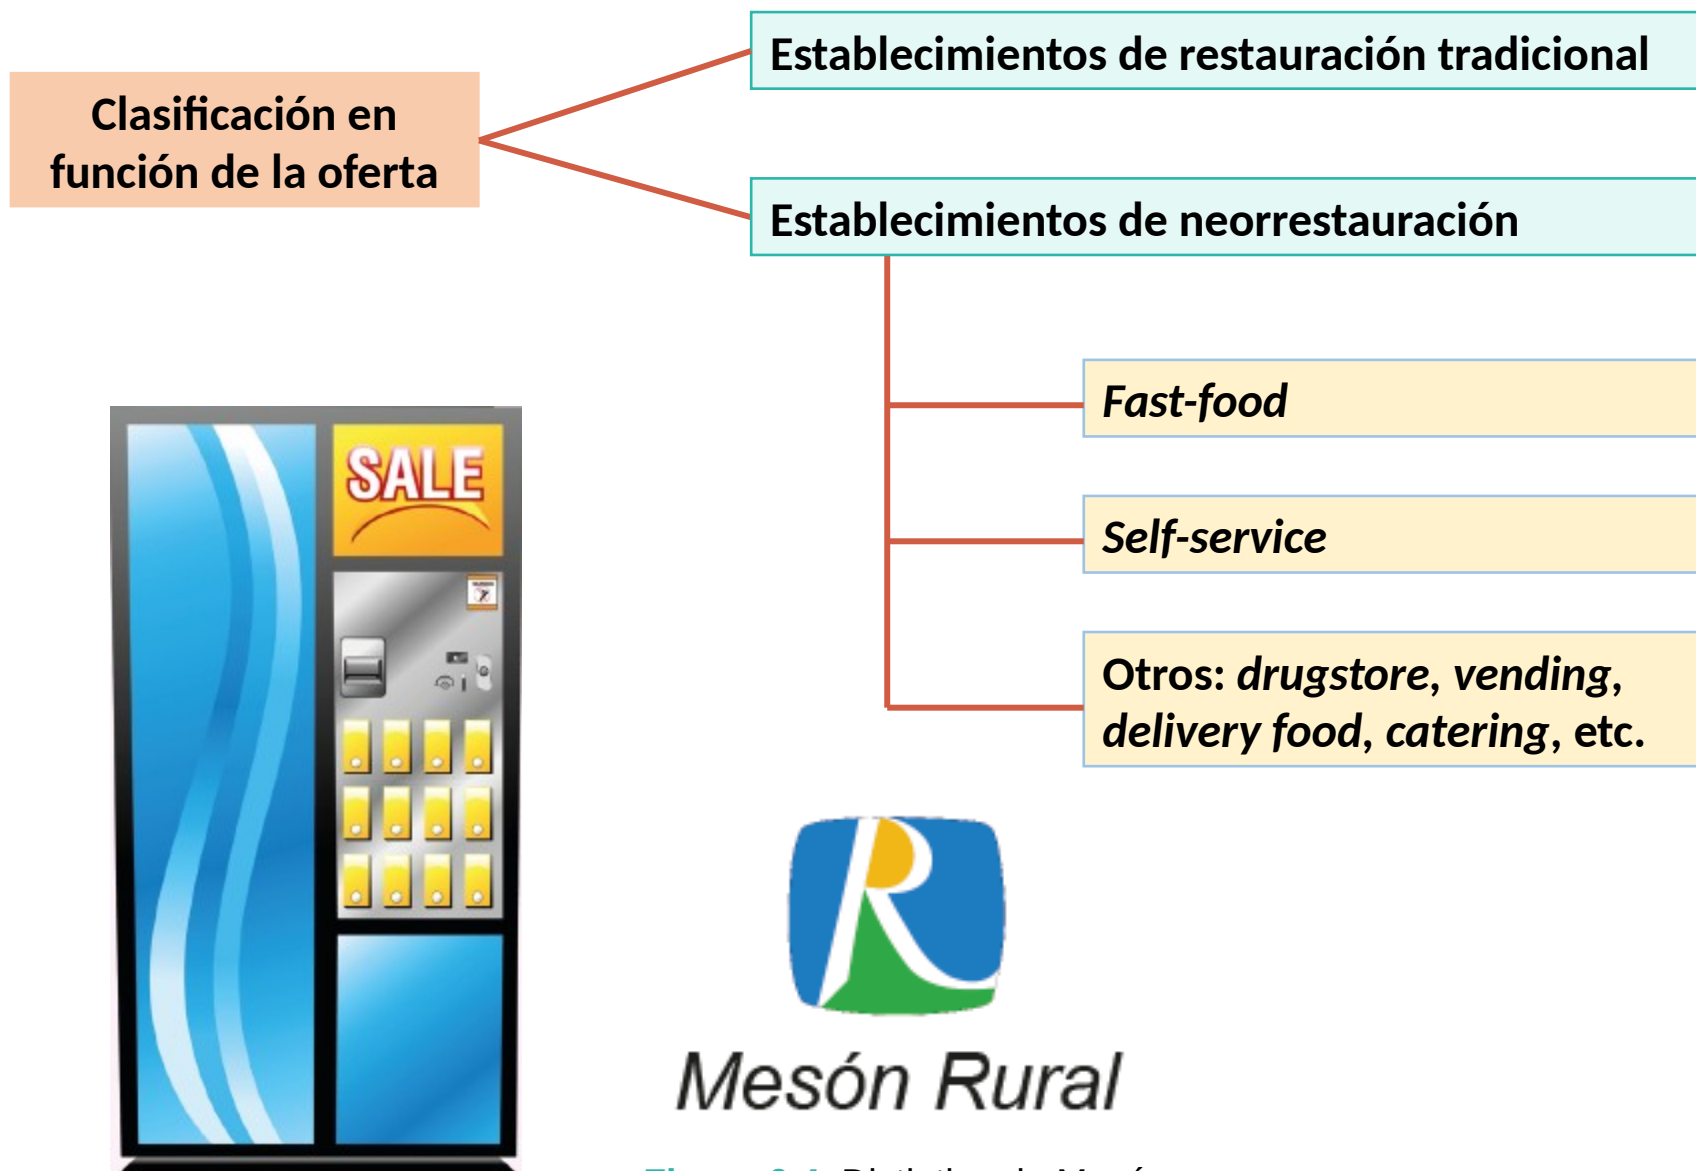 Establecimientos de restauración tradicional
Clasificación en
función de la oferta
Establecimientos de neorrestauración
Fast-food
Self-service
Otros: drugstore, vending,
delivery food, catering, etc.
SALE
Mesón Rural